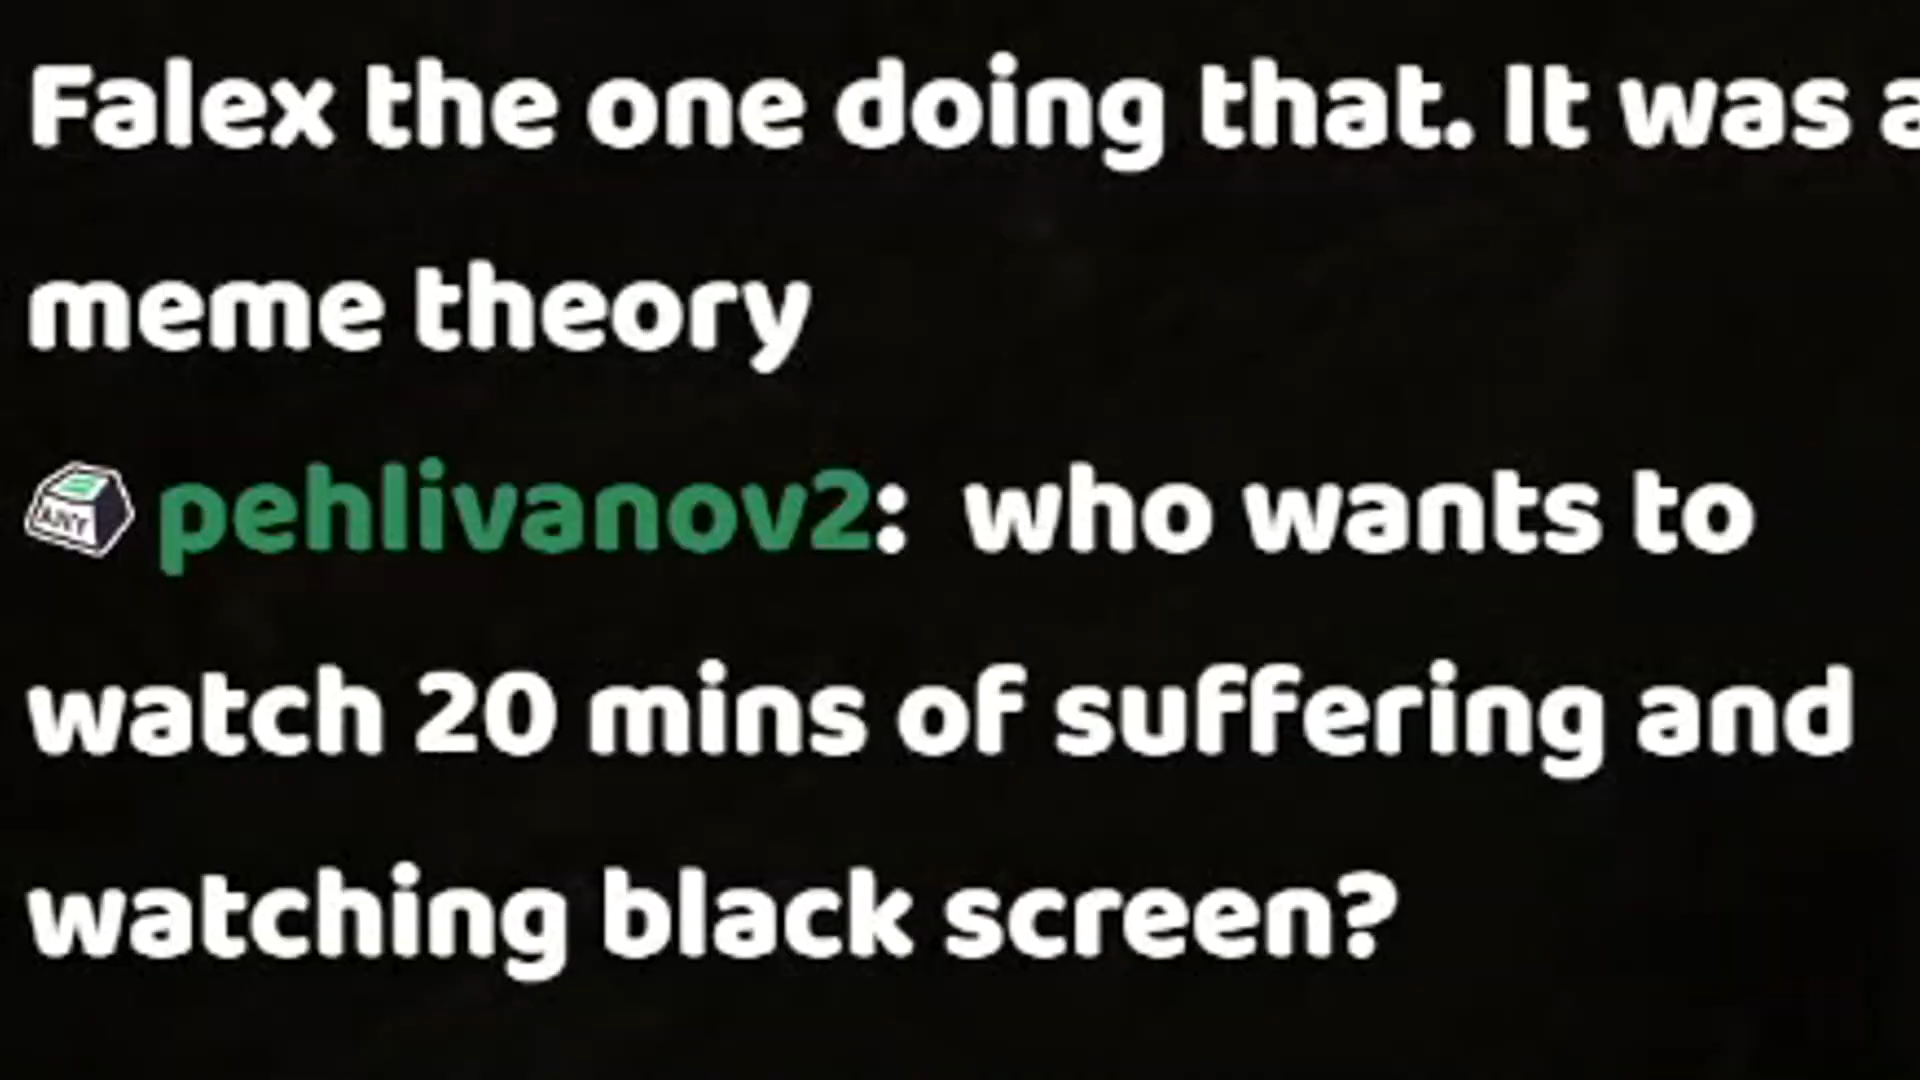 Falex the one doing that. It was a
meme theory
ANY pehlivanov2: who wants to
watch 20 mins of suffering and
watching black screen?